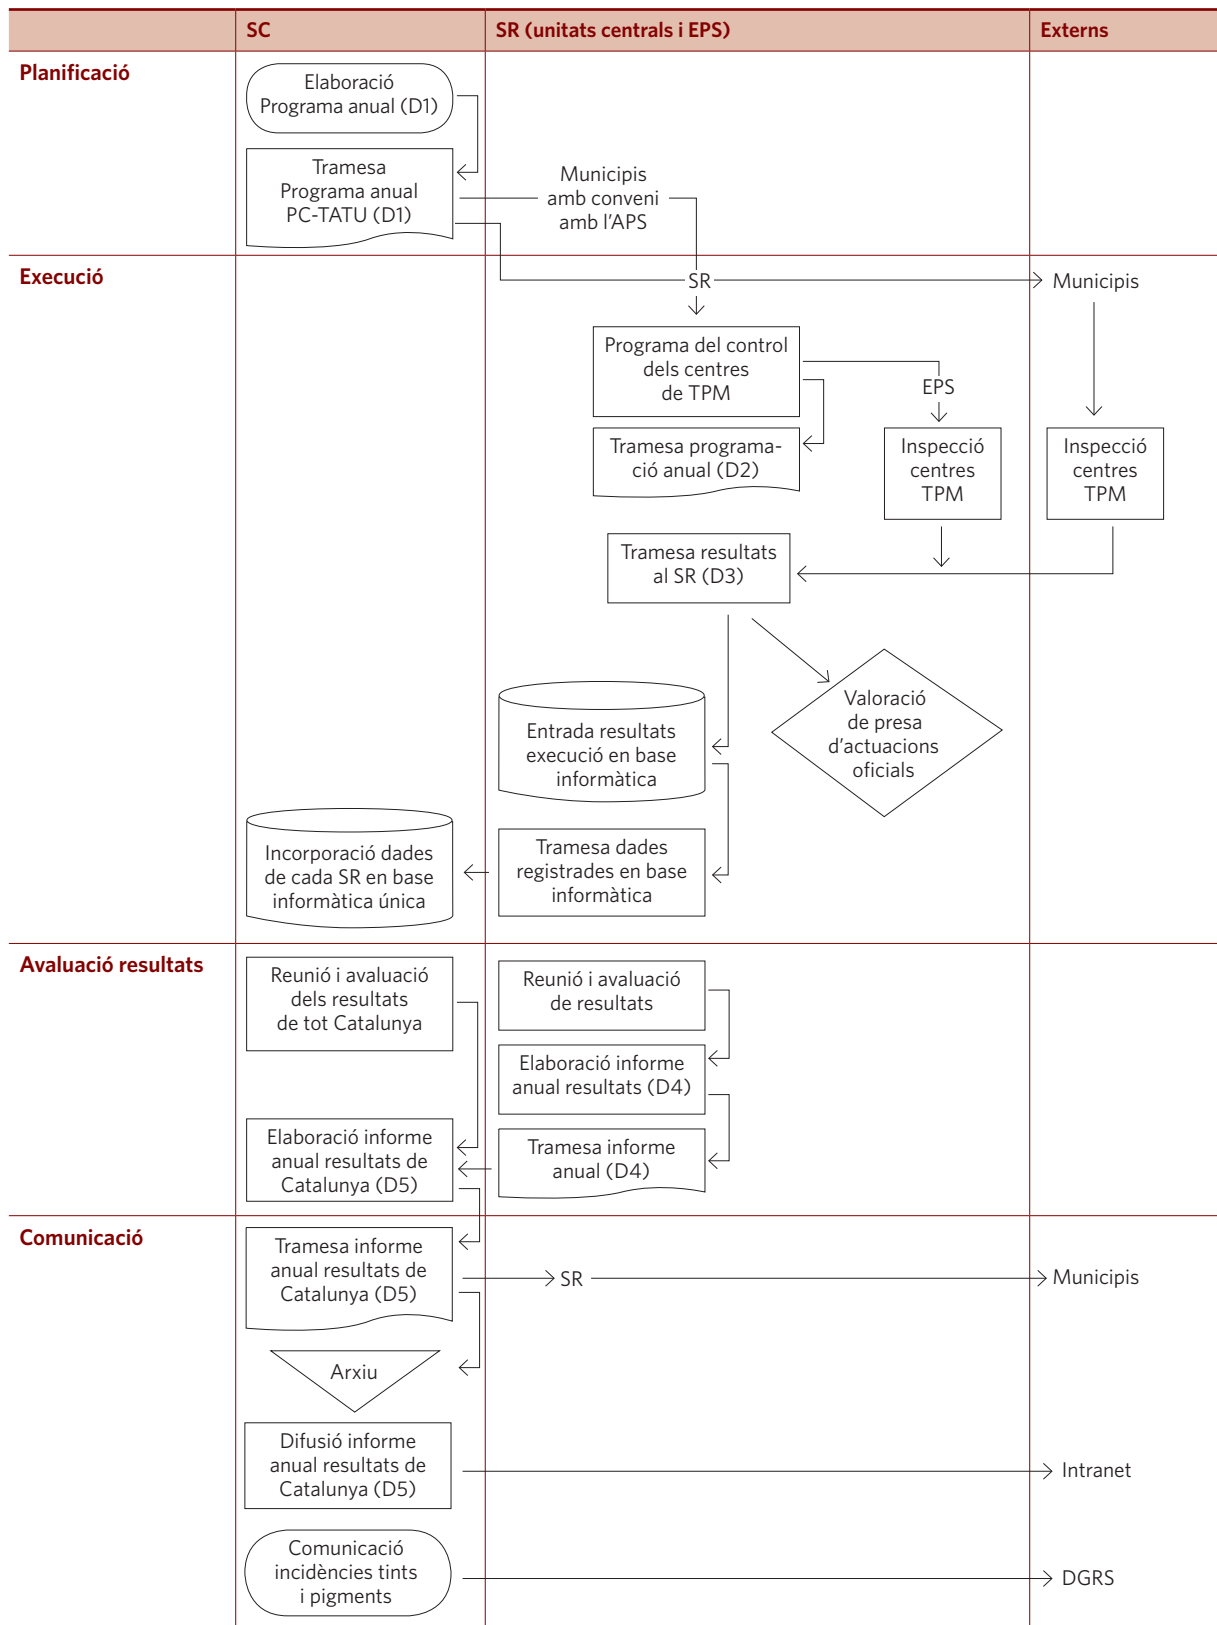 SC
SR (unitats centrals i EPS)
Externs
Planificació
Elaboració
Programa anual (D1)
Tramesa
Programa anual
PC-TATU (D1)
Municipis
amb conveni
amb l'APS
Execució
SR
Municipis
Programa del control
dels centres
de TPM
EPS
Tramesa programa-
ció anual (D2)
Inspecció
centres
TPM
Inspecció
centres
TPM
Tramesa resultats
al SR (D3)
Valoració
de presa
d'actuacions
oficials
Entrada resultats
execució en base
informàtica
Incorporació dades
de cada SR en base
informàtica única
Tramesa dades
registrades en base
informàtica
Avaluació resultats
Reunió i avaluació
dels resultats
de tot Catalunya
Reunió i avaluació
de resultats
Elaboració informe
anual resultats (D4)
Elaboració informe
anual resultats de
Catalunya (D5)
Tramesa informe
anual (D4)
Comunicació
Tramesa informe
anual resultats de
Catalunya (D5)
SR
Municipis
Arxiu
Difusió informe
anual resultats de
Catalunya (D5)
Intranet
Comunicació
incidències tints
i pigments
DGRS